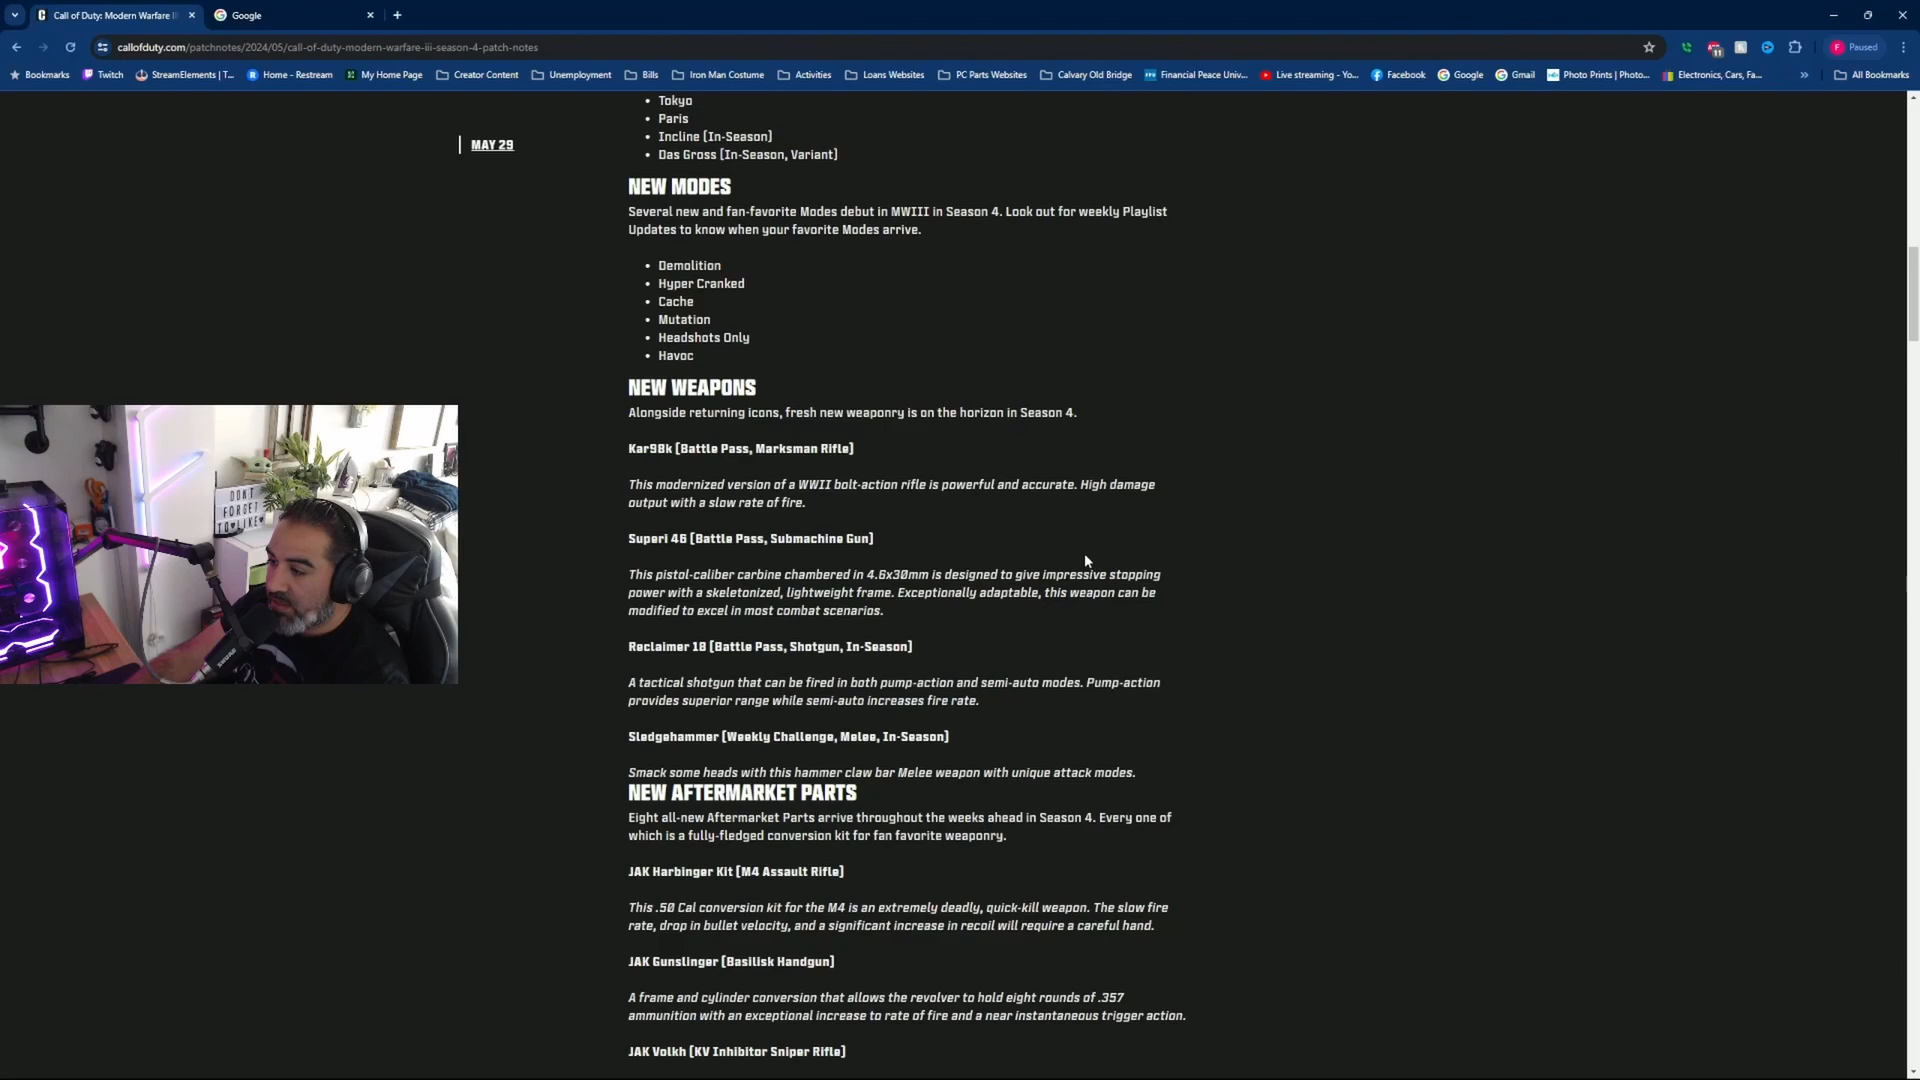 Call of Duty: Modern Warfare III
Google
callofduty.com/patchnotes/2024/05/call-of-duty-modern-warfare-iii-season-4-patch-notes
Paused
Bookmarks
Twitch
StreamElements | T...
Home - Restream
My Home Page
Creator Content
Unemployment
Bills
Iron Man Costume
Activities
Loans Websites
PC Parts Websites
Calvary Old Bridge
Financial Peace Univ...
Live streaming - Yo...
Facebook
Google
Gmail
Photo Prints | Photo...
Electronics, Cars, Fa...
All Bookmarks
MAY 29
• Tokyo
• Paris
• Incline (In-Season)
• Das Gross (In-Season, Variant)
NEW MODES
Several new and fan-favorite Modes debut in MWIII in Season 4. Look out for weekly Playlist
Updates to know when your favorite Modes arrive.
• Demolition
• Hyper Cranked
• Cache
• Mutation
• Headshots Only
• Havoc
NEW WEAPONS
Alongside returning icons, fresh new weaponry is on the horizon in Season 4.
Kar98k (Battle Pass, Marksman Rifle)
This modernized version of a WWII bolt-action rifle is powerful and accurate. High damage
output with a slow rate of fire.
Superi 46 (Battle Pass, Submachine Gun)
This pistol-caliber carbine chambered in 4.6x30mm is designed to give impressive stopping
power with a skeletonized, lightweight frame. Exceptionally adaptable, this weapon can be
modified to excel in most combat scenarios.
Reclaimer 18 (Battle Pass, Shotgun, In-Season)
A tactical shotgun that can be fired in both pump-action and semi-auto modes. Pump-action
provides superior range while semi-auto increases fire rate.
Sledgehammer (Weekly Challenge, Melee, In-Season)
Smack some heads with this hammer claw bar Melee weapon with unique attack modes.
NEW AFTERMARKET PARTS
Eight all-new Aftermarket Parts arrive throughout the weeks ahead in Season 4. Every one of
which is a fully-fledged conversion kit for fan favorite weaponry.
JAK Harbinger Kit (M4 Assault Rifle)
This .50 Cal conversion kit for the M4 is an extremely deadly, quick-kill weapon. The slow fire
rate, drop in bullet velocity, and a significant increase in recoil will require a careful hand.
JAK Gunslinger (Basilisk Handgun)
A frame and cylinder conversion that allows the revolver to hold eight rounds of .357
ammunition with an exceptional increase to rate of fire and a near instantaneous trigger action.
JAK Volkh (KV Inhibitor Sniper Rifle)
DONT
FORGET
TO LIKE
SHURE